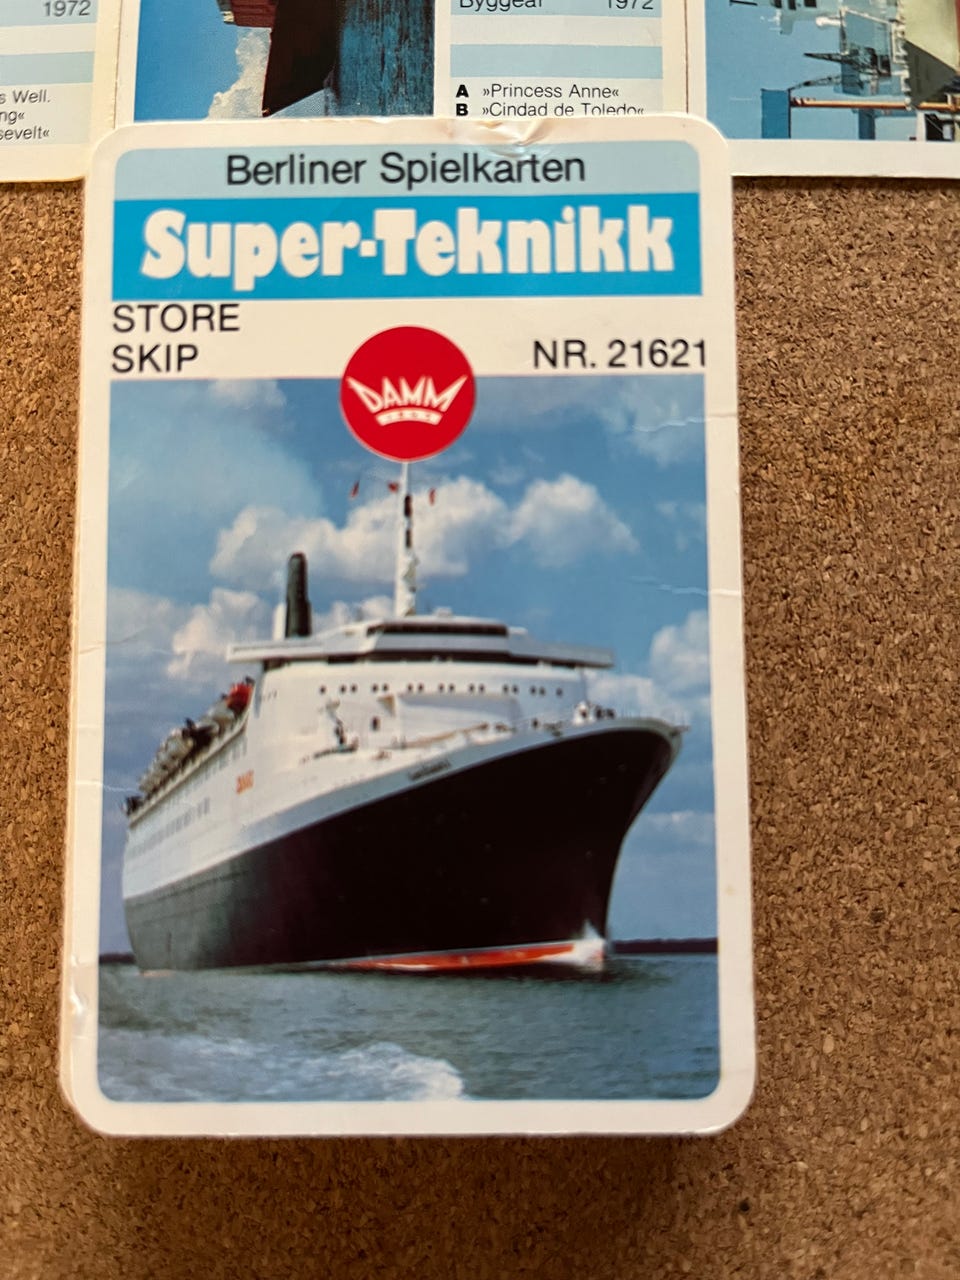 1972
s Well.
ng«
sevelt«
Byggeår 1972
A »Princess Anne«
B »Cindad de Toledo«
Berliner Spielkarten
Super-Teknikk
STORE
SKIP
NR. 21621
DAMM